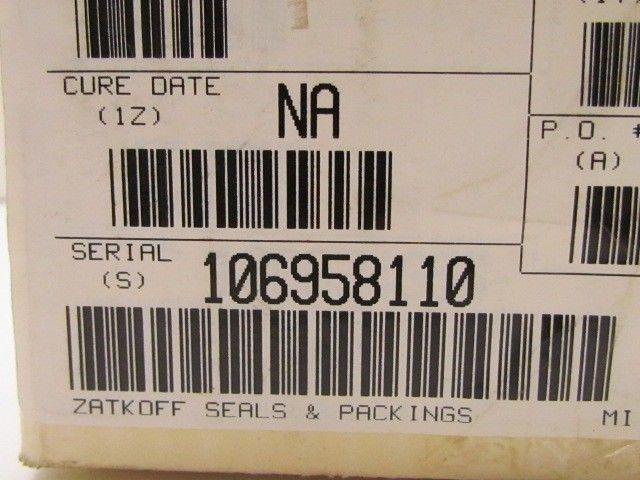 CURE DATE
(1Z)
NA
P.O. #
(A)
SERIAL
(S)
106958110
ZATKOFF SEALS & PACKINGS
MI